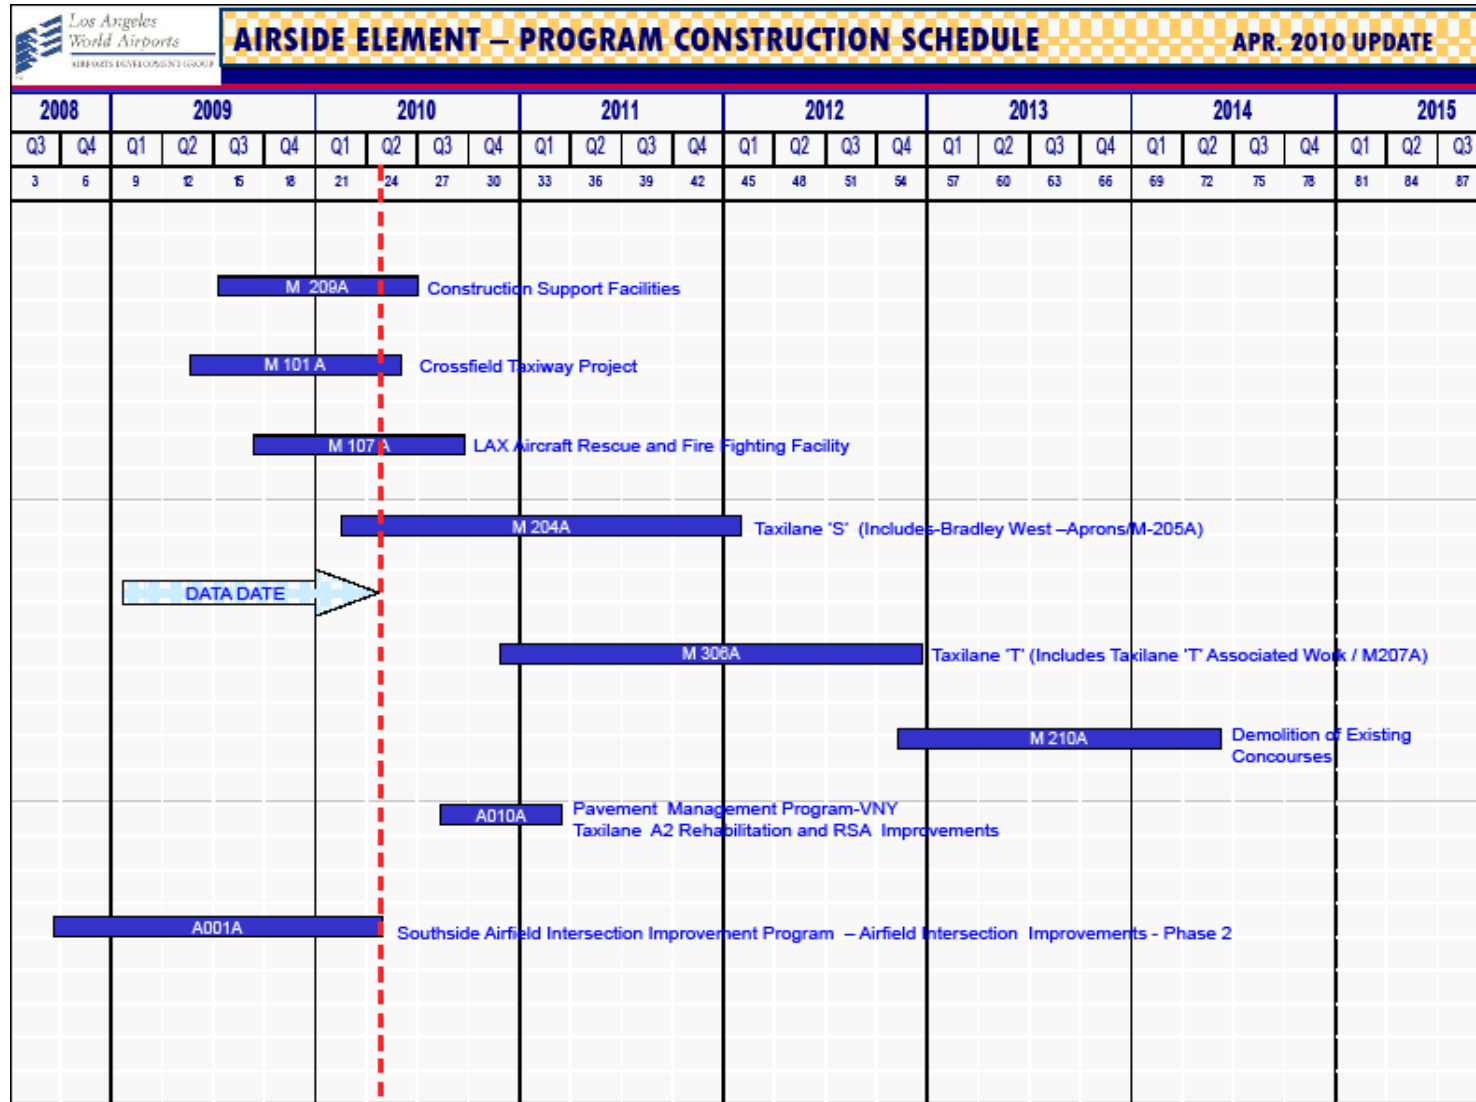 Los Angeles
World Airports
AIRPORTS DEVELOPMENT GROUP
AIRSIDE ELEMENT – PROGRAM CONSTRUCTION SCHEDULE
APR. 2010 UPDATE
2008 2009 2010 2011 2012 2013 2014 2015
Q3 Q4 Q1 Q2 Q3 Q4 Q1 Q2 Q3 Q4 Q1 Q2 Q3 Q4 Q1 Q2 Q3 Q4 Q1 Q2 Q3 Q4 Q1 Q2 Q3 Q4 Q1 Q2 Q3
3 6 9 12 15 18 21 24 27 30 33 36 39 42 45 48 51 54 57 60 63 66 69 72 75 78 81 84 87
M 209A Construction Support Facilities
M 101 A Crossfield Taxiway Project
M 107 A LAX Aircraft Rescue and Fire Fighting Facility
M 204A Taxilane 'S' (Includes-Bradley West –Aprons/M-205A)
DATA DATE
M 306A Taxilane 'T' (Includes Taxilane 'T' Associated Work / M207A)
M 210A Demolition of Existing
Concourses
A010A Pavement Management Program-VNY
Taxilane A2 Rehabilitation and RSA Improvements
A001A Southside Airfield Intersection Improvement Program – Airfield Intersection Improvements - Phase 2